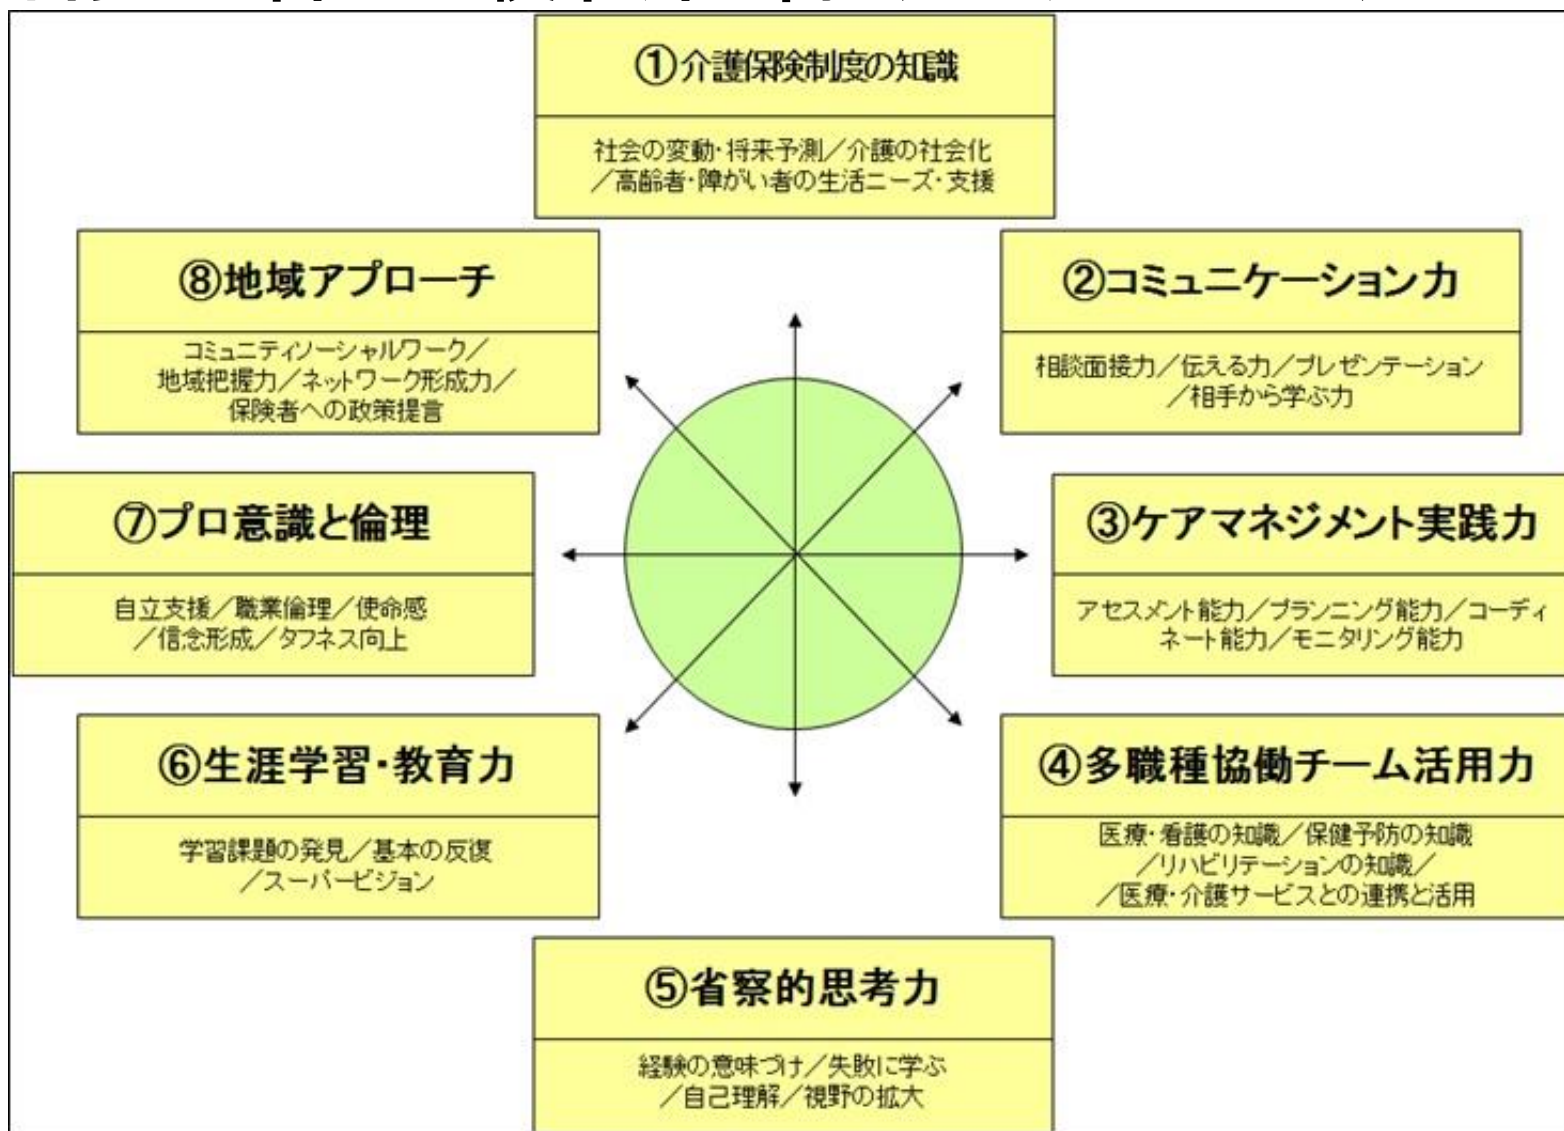 ①介護保険制度の知識
社会の変動・将来予測／介護の社会化
／高齢者・障がい者の生活ニーズ・支援
②コミュニケーション力
相談面接力／伝える力／プレゼンテーション
／相手から学ぶ力
③ケアマネジメント実践力
アセスメント能力／プランニング能力／コーディ
ネート能力／モニタリング能力
④多職種協働チーム活用力
医療・看護の知識／保健予防の知識
／リハビリテーションの知識／
／医療・介護サービスとの連携と活用
⑤省察的思考力
経験の意味づけ／失敗に学ぶ
／自己理解／視野の拡大
⑥生涯学習・教育力
学習課題の発見／基本の反復
／スーパービジョン
⑦プロ意識と倫理
自立支援／職業倫理／使命感
／信念形成／タフネス向上
⑧地域アプローチ
コミュニティソーシャルワーク／
地域把握力／ネットワーク形成力／
保険者への政策提言